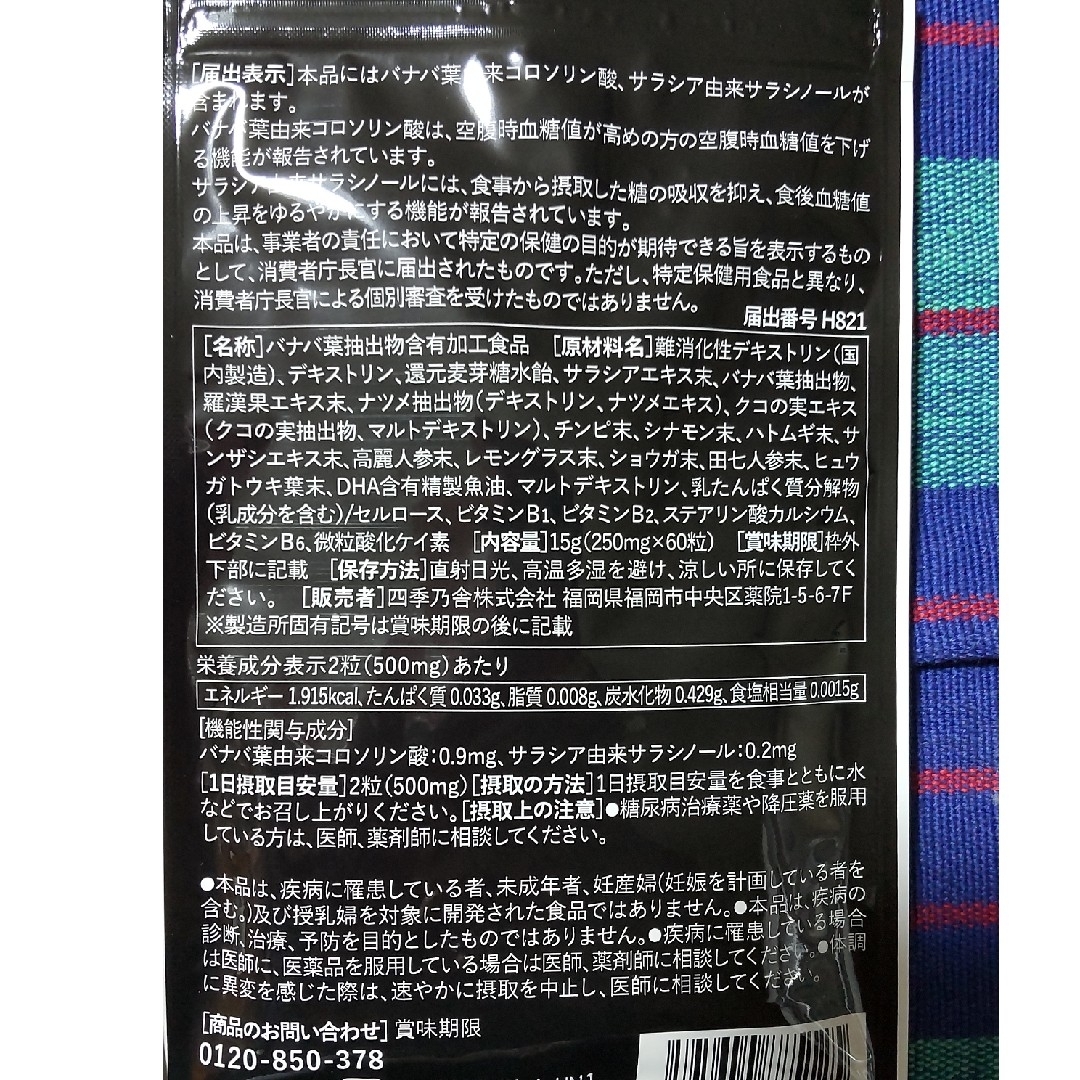 [届出表示]本品にはバナバ葉由来コロソリン酸、サラシア由来サラシノールが
含まれます。
バナバ葉由来コロソリン酸は、空腹時血糖値が高めの方の空腹時血糖値を下げ
る機能が報告されています。
サラシア由来サラシノールには、食事から摂取した糖の吸収を抑え、食後血糖値
の上昇をゆるやかにする機能が報告されています。
本品は、事業者の責任において特定の保健の目的が期待できる旨を表示するもの
として、消費者庁長官に届出されたものです。ただし、特定保健用食品と異なり、
消費者庁長官による個別審査を受けたものではありません。
届出番号 H821
[名称]バナバ葉抽出物含有加工食品 [原材料名]難消化性デキストリン(国
内製造)、デキストリン、還元麦芽糖水飴、サラシアエキス末、バナバ葉抽出物、
羅漢果エキス末、ナツメ抽出物(デキストリン、ナツメエキス)、クコの実エキス
(クコの実抽出物、マルトデキストリン)、チンピ末、シナモン末、ハトムギ末、サ
ンザシエキス末、高麗人参末、レモングラス末、ショウガ末、田七人参末、ヒュウ
ガトウキ葉末、DHA含有精製魚油、マルトデキストリン、乳たんぱく質分解物
(乳成分を含む)/セルロース、ビタミンB1、ビタミンB2、ステアリン酸カルシウム、
ビタミンB6、微粒酸化ケイ素 [内容量]15g(250mg×60粒) [賞味期限]枠外
下部に記載 [保存方法]直射日光、高温多湿を避け、涼しい所に保存してく
ださい。 [販売者]四季乃舎株式会社 福岡県福岡市中央区薬院1-5-6-7F
※製造所固有記号は賞味期限の後に記載
栄養成分表示2粒(500mg)あたり
エネルギー 1.915kcal、たんぱく質 0.033g、脂質 0.008g、炭水化物 0.429g、食塩相当量 0.0015g
[機能性関与成分]
バナバ葉由来コロソリン酸:0.9mg、サラシア由来サラシノール:0.2mg
[1日摂取目安量]2粒(500mg)[摂取の方法]1日摂取目安量を食事とともに水
などでお召し上がりください。[摂取上の注意]●糖尿病治療薬や降圧薬を服用
している方は、医師、薬剤師に相談してください。
●本品は、疾病に罹患している者、未成年者、妊産婦(妊娠を計画している者を
含む。)及び授乳婦を対象に開発された食品ではありません。●本品は、疾病の
診断、治療、予防を目的としたものではありません。●疾病に罹患している場合
は医師に、医薬品を服用している場合は医師、薬剤師に相談してください。●体調
に異変を感じた際は、速やかに摂取を中止し、医師に相談してください。
[商品のお問い合わせ] 賞味期限
0120-850-378